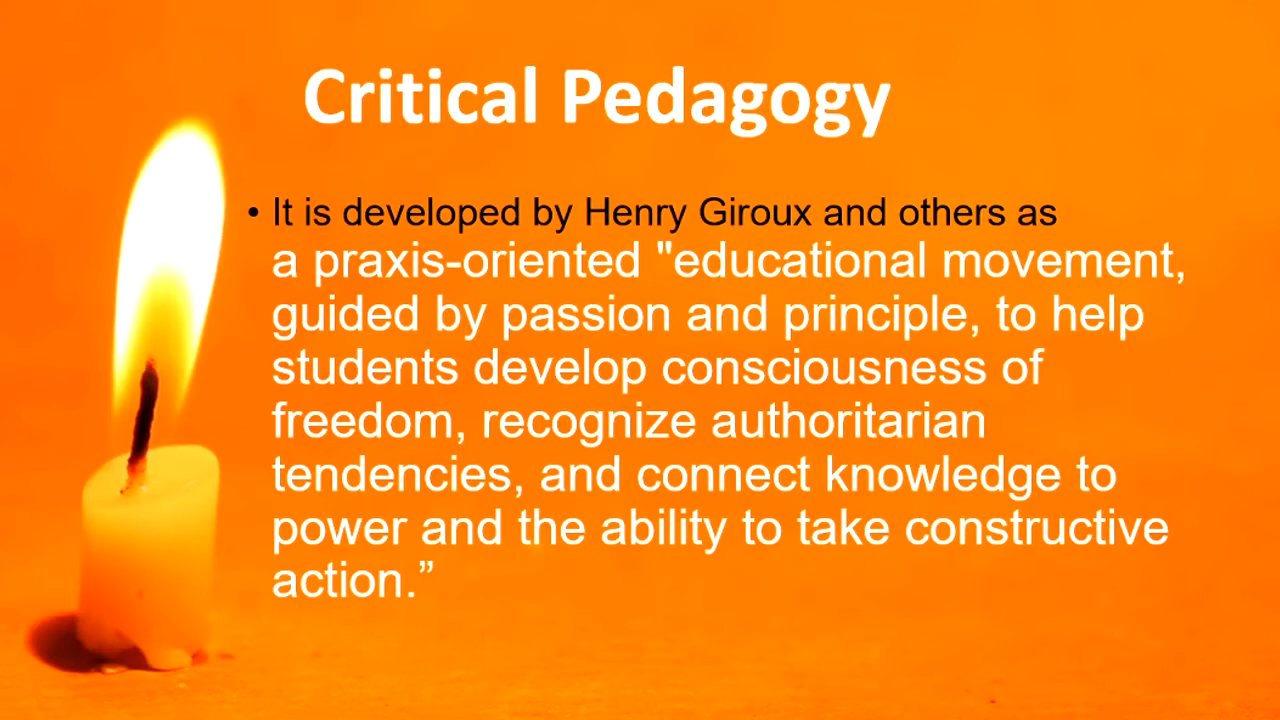 Critical Pedagogy
• It is developed by Henry Giroux and others as
a praxis-oriented "educational movement,
guided by passion and principle, to help
students develop consciousness of
freedom, recognize authoritarian
tendencies, and connect knowledge to
power and the ability to take constructive
action.”